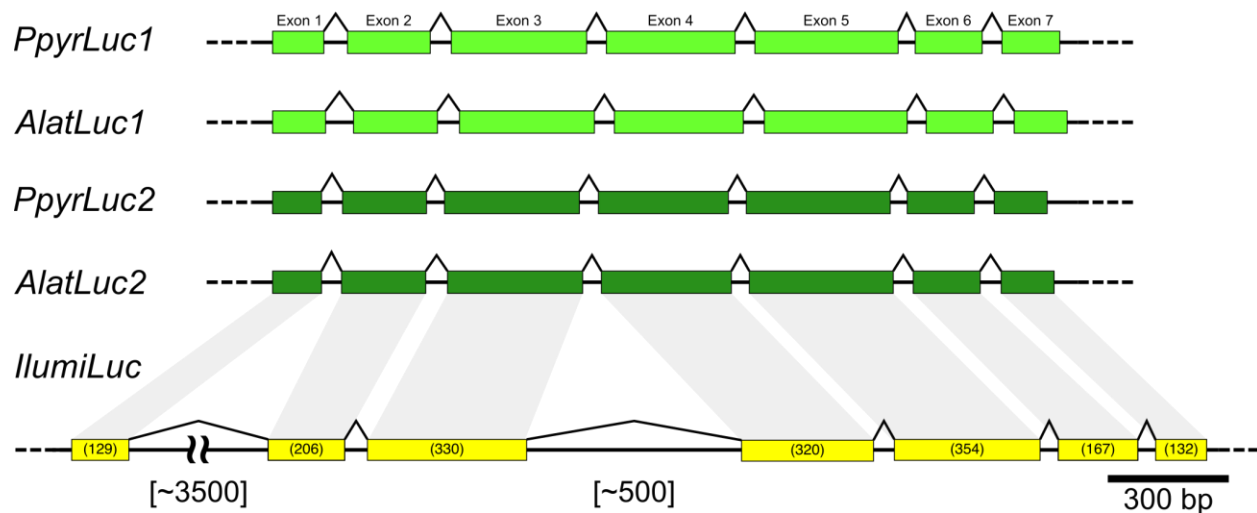 Exon 1 Exon 2 Exon 3 Exon 4 Exon 5 Exon 6 Exon 7
PpyrLuc1
AlatLuc1
PpyrLuc2
AlatLuc2
IlumiLuc
(129) (206) (330) (320) (354) (167) (132)
[~3500] [~500]
300 bp